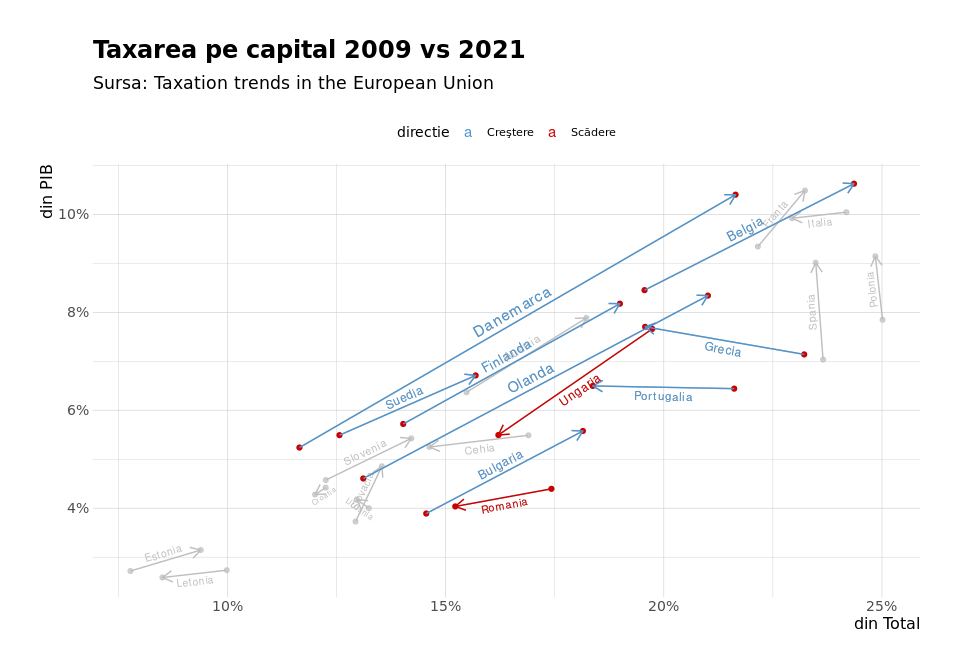 Taxarea pe capital 2009 vs 2021
Sursa: Taxation trends in the European Union
directie a Creştere a Scădere
din PIB
10%
8%
6%
4%
Franta
Belgia
Italia
Polonia
Spania
Danemarca
Finlanda
Grecia
Olanda
Suedia
Ungaria
Portugalia
Slovenia
Cehia
Bulgaria
Croatia
Romania
Estonia
Letonia
10% 15% 20% 25%
din Total